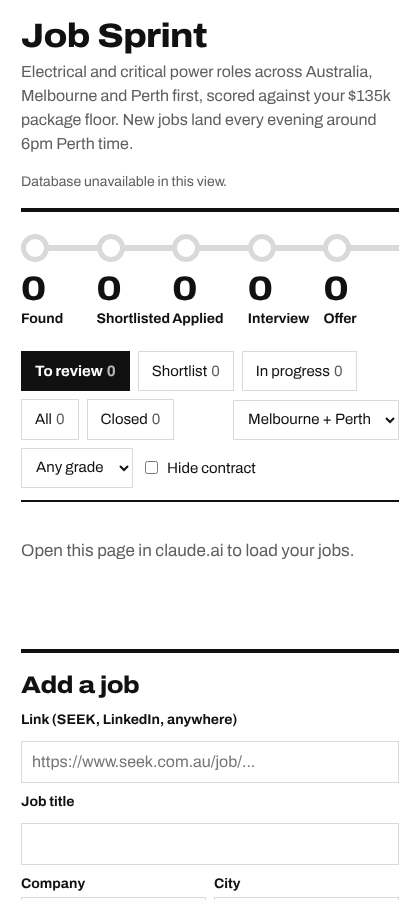 Job Sprint
Electrical and critical power roles across Australia,
Melbourne and Perth first, scored against your $135k
package floor. New jobs land every evening around
6pm Perth time.
Database unavailable in this view.
0 0 0 0 0
Found Shortlisted Applied Interview Offer
To review 0 Shortlist 0 In progress 0
All 0 Closed 0 Melbourne + Perth
Any grade Hide contract
Open this page in claude.ai to load your jobs.
Add a job
Link (SEEK, LinkedIn, anywhere)
https://www.seek.com.au/job/...
Job title
Company City